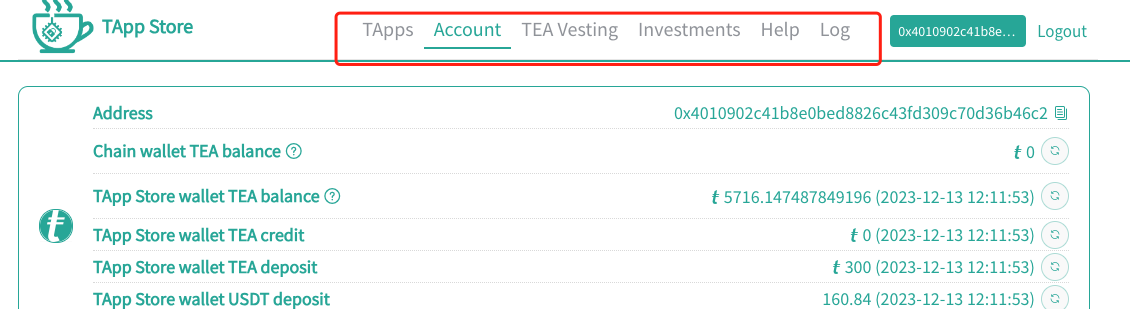 TApp Store TApps Account TEA Vesting Investments Help Log 0x4010902c41b8e... Logout
Address 0x4010902c41b8e0bed8826c43fd309c70d36b46c2
Chain wallet TEA balance ? 0
TApp Store wallet TEA balance ? 5716.147487849196 (2023-12-13 12:11:53)
TApp Store wallet TEA credit 0 (2023-12-13 12:11:53)
TApp Store wallet TEA deposit 300 (2023-12-13 12:11:53)
TApp Store wallet USDT deposit 160.84 (2023-12-13 12:11:53)